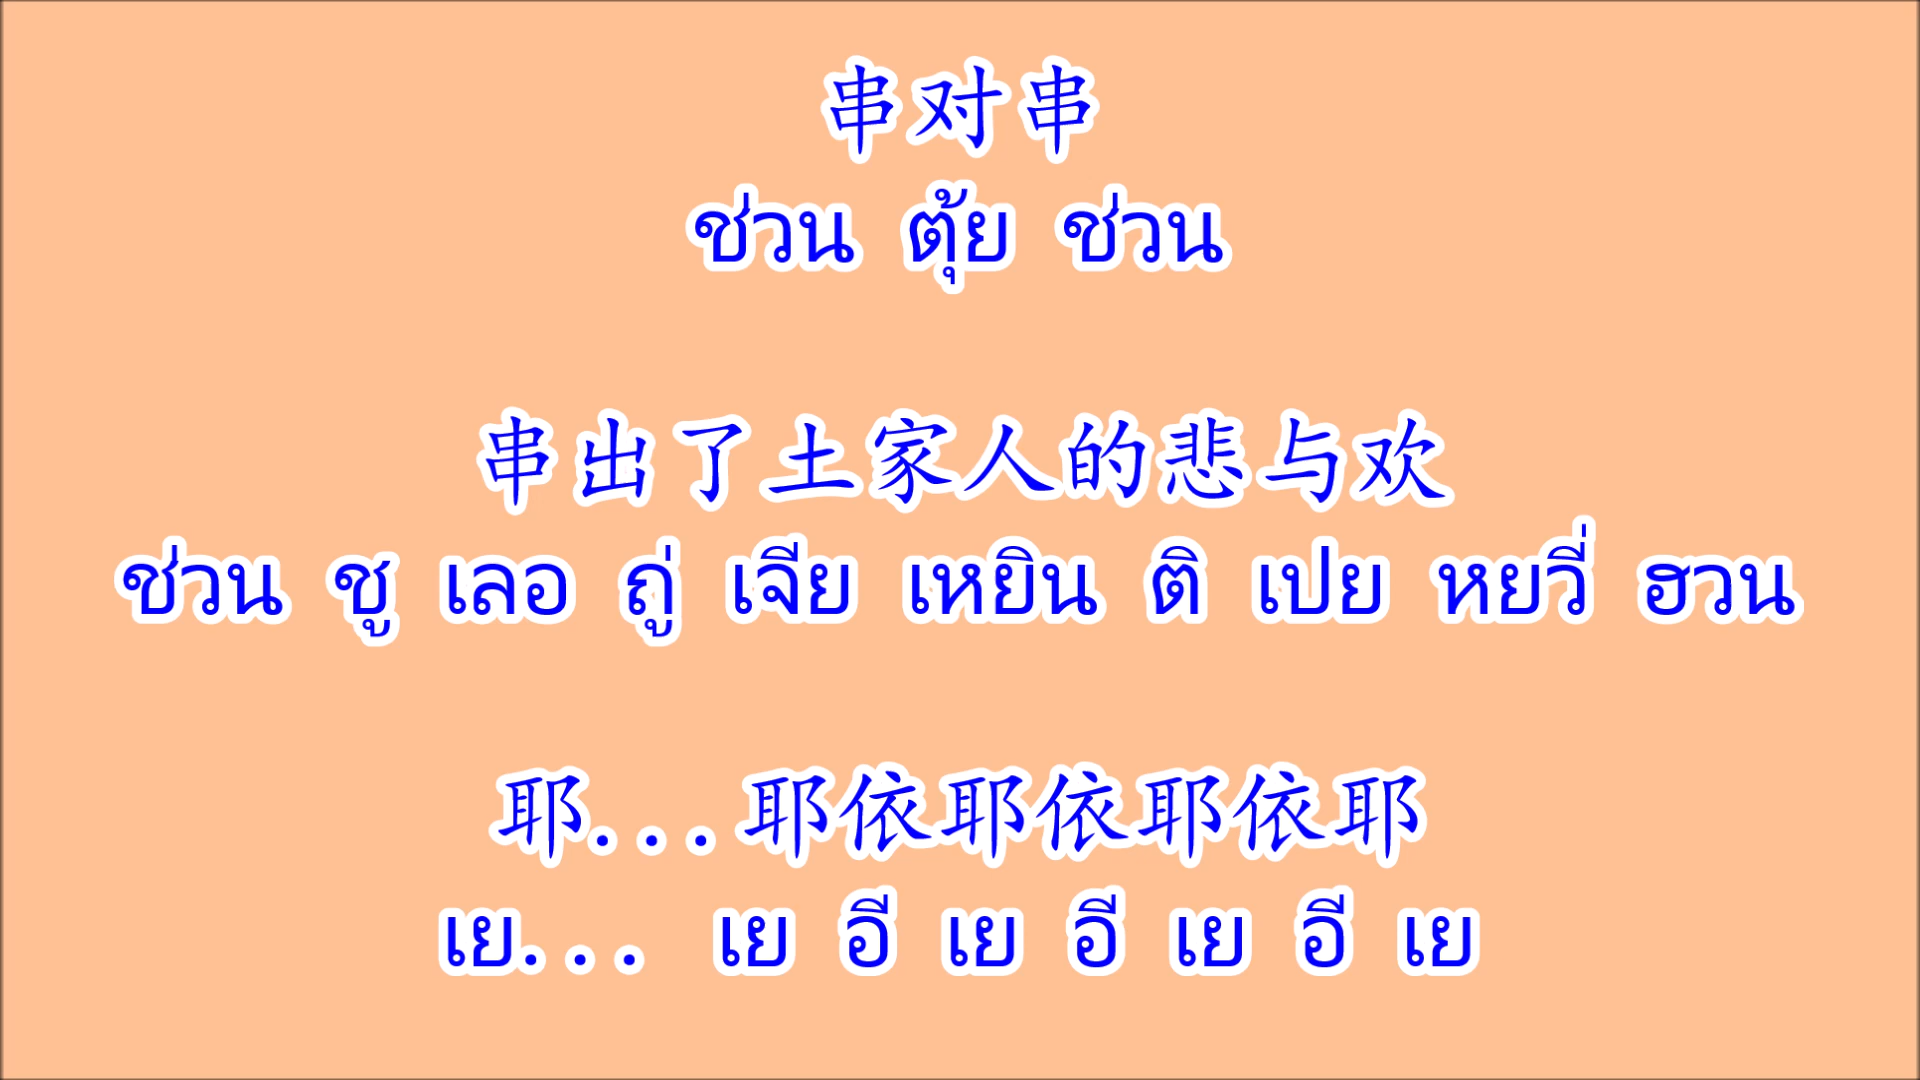 串对串
ช่วน ตุ้ย ช่วน
串出了土家人的悲与欢
ช่วน ชู เลอ ถู่ เจีย เหยิน ติ เปย หยวี่ ฮวน
耶...耶依耶依耶依耶
เย... เย อี เย อี เย อี เย